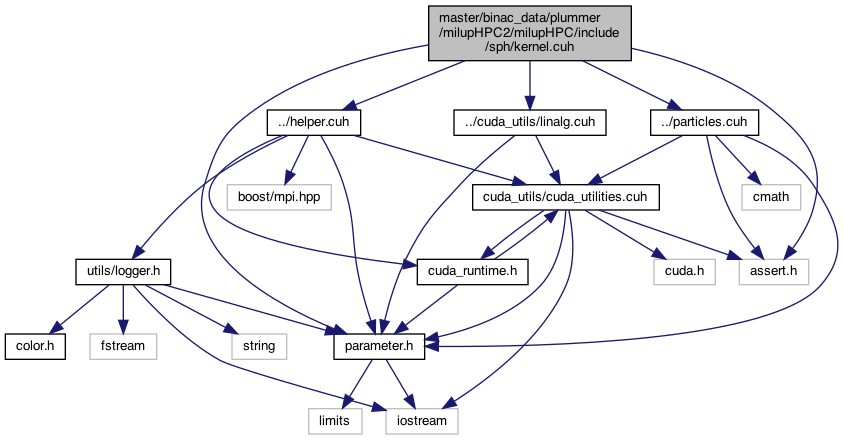 master/binac_data/plummer
/milupHPC2/milupHPC/include
/sph/kernel.cuh
../helper.cuh
../cuda_utils/linalg.cuh
../particles.cuh
boost/mpi.hpp
cuda_utils/cuda_utilities.cuh
cmath
utils/logger.h
cuda_runtime.h
cuda.h
assert.h
color.h
fstream
string
parameter.h
limits
iostream